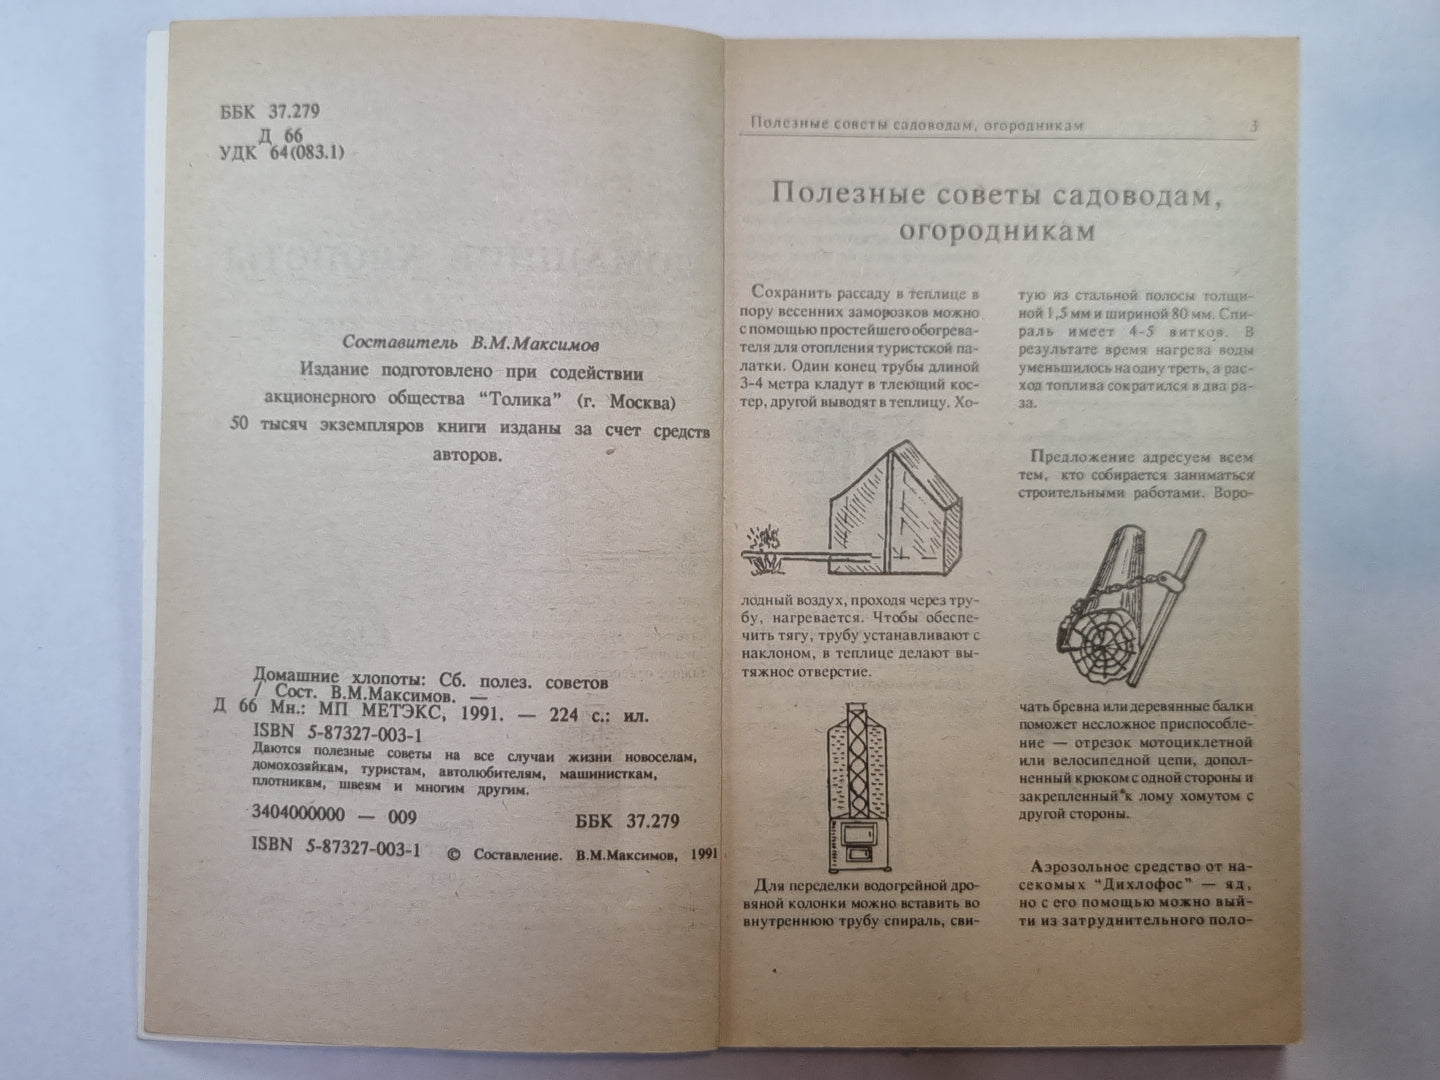 ББК 37.279
Д 66
УДК 64(083.1)
Составитель В.М.Максимов
Издание подготовлено при содействии
акционерного общества “Толика” (г. Москва)
50 тысяч экземпляров книги изданы за счет средств
авторов.
Домашние хлопоты: Сб. полез. советов
/ Сост. В.М.Максимов. —
Д 66 Мн.: МП МЕТЭКС, 1991. — 224 с.: ил.
ISBN 5-87327-003-1
Даются полезные советы на все случаи жизни новоселам,
домохозяйкам, туристам, автолюбителям, машинисткам,
плотникам, швеям и многим другим.
3404000000 — 009 ББК 37.279
ISBN 5-87327-003-1 © Составление. В.М.Максимов, 1991
Полезные советы садоводам, огородникам 3
Полезные советы садоводам,
огородникам
Сохранить рассаду в теплице в
пору весенних заморозков можно
с помощью простейшего обогрева-
теля для отопления туристской па-
латки. Один конец трубы длиной
3-4 метра кладут в тлеющий кос-
тер, другой выводят в теплицу. Хо-
лодный воздух, проходя через тру-
бу, нагревается. Чтобы обеспе-
чить тягу, трубу устанавливают с
наклоном, в теплице делают вы-
тяжное отверстие.
Для переделки водогрейной дро-
вяной колонки можно вставить во
внутреннюю трубу спираль, сви-
тую из стальной полосы толщи-
ной 1,5 мм и шириной 80 мм. Спи-
раль имеет 4-5 витков. В
результате время нагрева воды
уменьшилось на одну треть, а рас-
ход топлива сократился в два ра-
за.
Предложение адресуем всем
тем, кто собирается заниматься
строительными работами. Воро-
чать бревна или деревянные балки
поможет несложное приспособле-
ние — отрезок мотоциклетной
или велосипедной цепи, допол-
ненный крюком с одной стороны и
закрепленный к лому хомутом с
другой стороны.
Аэрозольное средство от на-
секомых “Дихлофос” — яд,
но с его помощью можно вый-
ти из затруднительного поло-